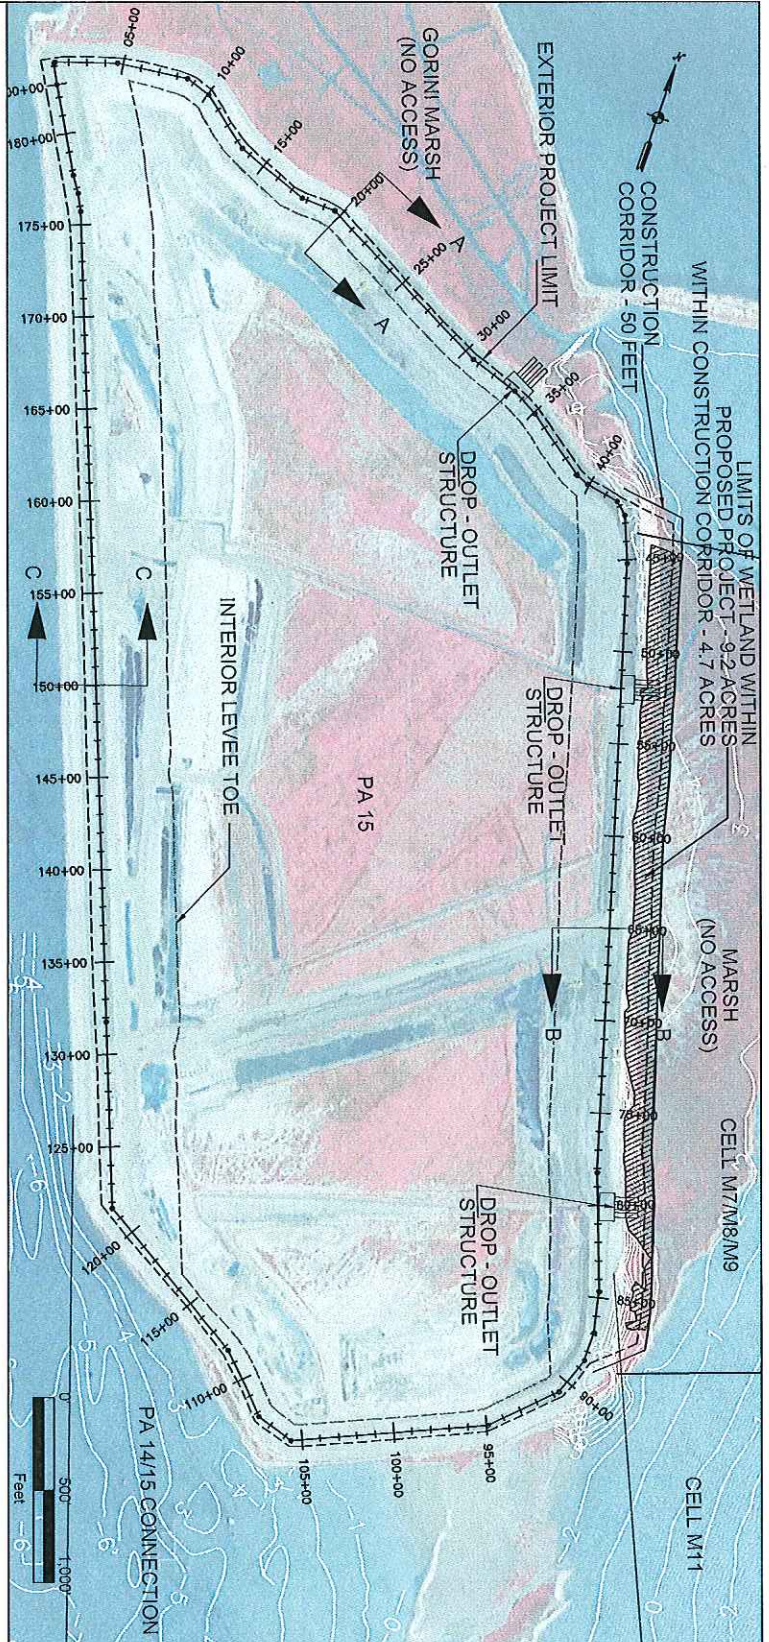 N
CONSTRUCTION
CORRIDOR - 50 FEET
LIMITS OF WETLAND WITHIN
PROPOSED PROJECT - 9.2 ACRES
WITHIN CONSTRUCTION CORRIDOR - 4.7 ACRES
EXTERIOR PROJECT LIMIT
GORINI MARSH
(NO ACCESS)
MARSH
(NO ACCESS)
CELL M7/M8/M9
CELL M11
05+00
10+00
15+00
20+00
25+00
30+00
35+00
40+00
45+00
50+00
55+00
60+00
65+00
70+00
75+00
80+00
85+00
95+00
100+00
105+00
110+00
115+00
120+00
125+00
130+00
135+00
140+00
145+00
150+00
155+00
160+00
165+00
170+00
175+00
180+00
A
A
B
B
C
C
DROP - OUTLET
STRUCTURE
DROP - OUTLET
STRUCTURE
DROP - OUTLET
STRUCTURE
PA 15
INTERIOR LEVEE TOE
PA 14/15 CONNECTION
0
500
1,000
Feet